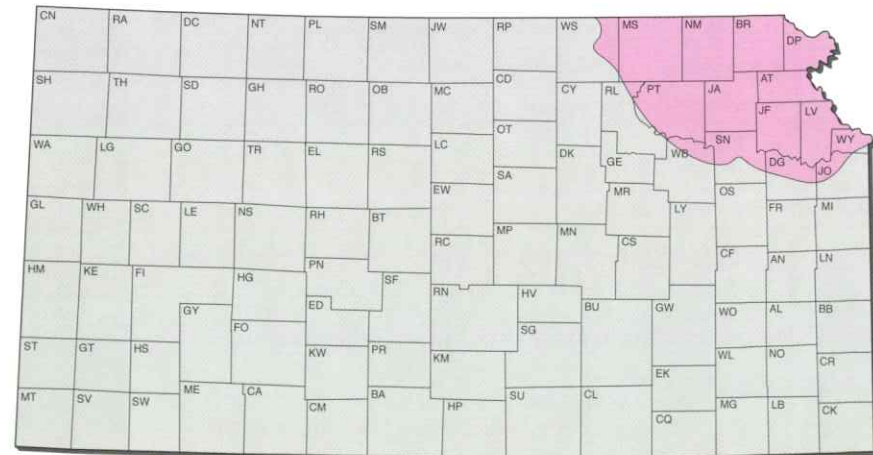 CN RA DC NT PL SM JW RP WS MS NM BR DP
SH TH SD GH RO OB MC CD CY RL PT JA AT
JF LV
WA LG GO TR EL RS LC OT DK GE WB SN WY
DG JO
GL WH SC LE NS RH BT EW SA MR LY OS FR MI
HM KE FI HG PN SF RC MP MN CS CF AN LN
GY FO ED RN HV BU GW WO AL BB
SG
ST GT HS KW PR KM WL NO CR
EK
MT SV SW ME CA CM BA HP SU CL CQ MG LB CK